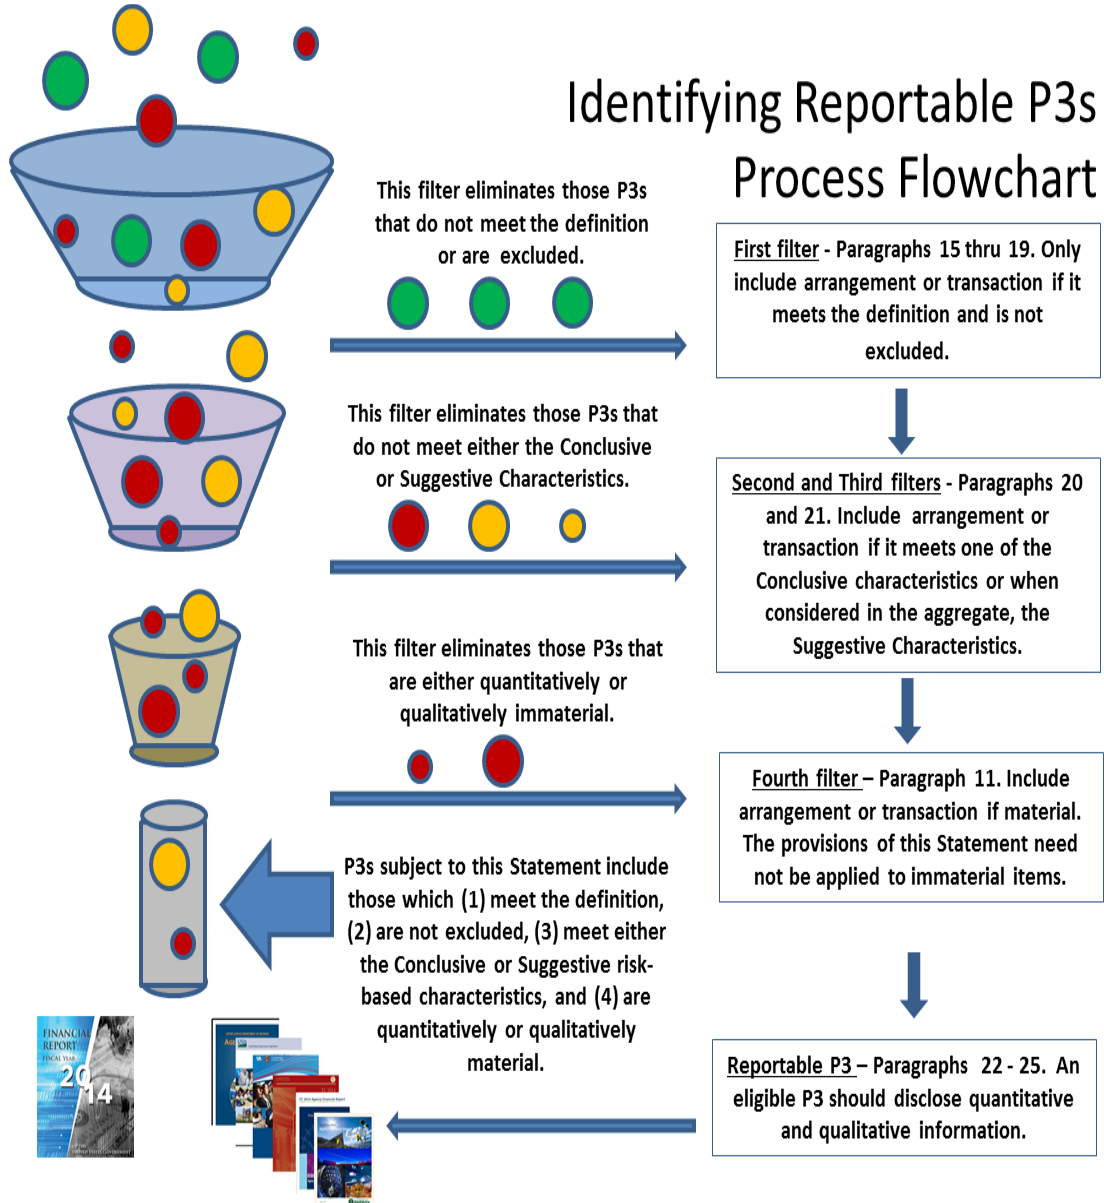 Identifying Reportable P3s
Process Flowchart
This filter eliminates those P3s
that do not meet the definition
or are excluded.
First filter - Paragraphs 15 thru 19. Only
include arrangement or transaction if it
meets the definition and is not
excluded.
This filter eliminates those P3s that
do not meet either the Conclusive
or Suggestive Characteristics.
Second and Third filters - Paragraphs 20
and 21. Include arrangement or
transaction if it meets one of the
Conclusive characteristics or when
considered in the aggregate, the
Suggestive Characteristics.
This filter eliminates those P3s that
are either quantitatively or
qualitatively immaterial.
Fourth filter – Paragraph 11. Include
arrangement or transaction if material.
The provisions of this Statement need
not be applied to immaterial items.
P3s subject to this Statement include
those which (1) meet the definition,
(2) are not excluded, (3) meet either
the Conclusive or Suggestive risk-
based characteristics, and (4) are
quantitatively or qualitatively
material.
Reportable P3 – Paragraphs 22 - 25. An
eligible P3 should disclose quantitative
and qualitative information.
FINANCIAL
REPORT
FISCAL YEAR
2014